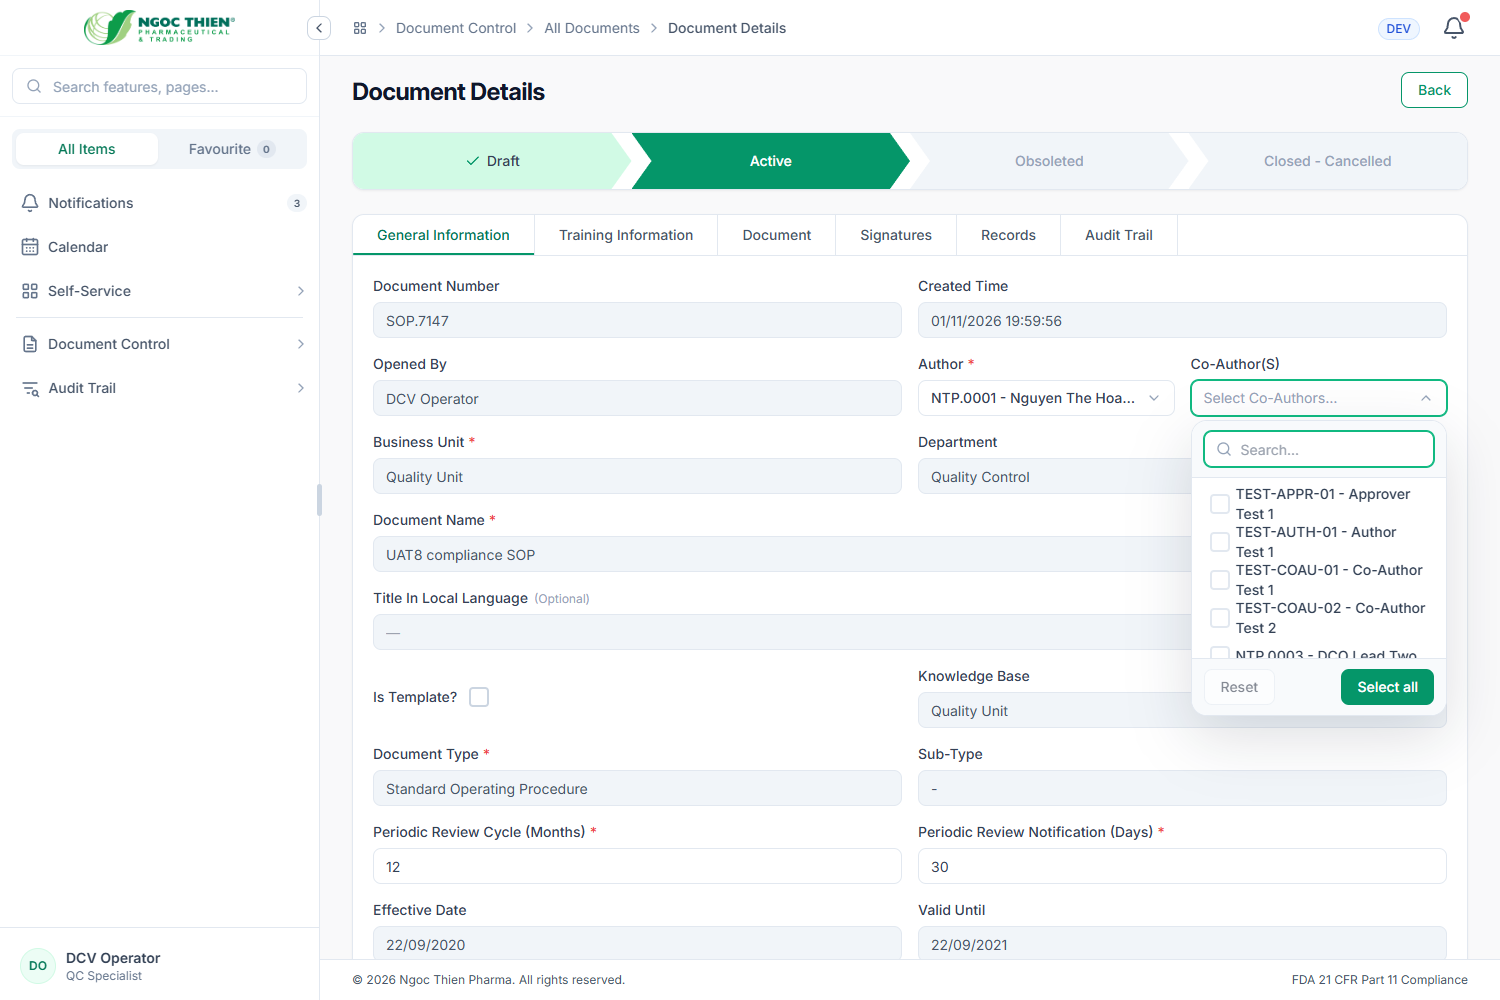 NGOC THIEN®
PHARMACEUTICAL
& TRADING
Document Control
All Documents
Document Details
DEV
Search features, pages...
Document Details
Back
All Items
Favourite
0
Draft
Active
Obsoleted
Closed - Cancelled
Notifications
3
Calendar
Self-Service
Document Control
Audit Trail
General Information
Training Information
Document
Signatures
Records
Audit Trail
Document Number
Created Time
SOP.7147
01/11/2026 19:59:56
Opened By
Author *
Co-Author(S)
DCV Operator
NTP.0001 - Nguyen The Hoa...
Select Co-Authors...
Business Unit *
Department
Search...
Quality Unit
Quality Control
TEST-APPR-01 - Approver
Test 1
TEST-AUTH-01 - Author
Test 1
TEST-COAU-01 - Co-Author
Test 1
TEST-COAU-02 - Co-Author
Test 2
NTP.0003 - DCO Lead Two
Reset
Select all
Document Name *
UAT8 compliance SOP
Title In Local Language (Optional)
—
Is Template?
Knowledge Base
Quality Unit
Document Type *
Sub-Type
Standard Operating Procedure
-
Periodic Review Cycle (Months) *
Periodic Review Notification (Days) *
12
30
Effective Date
Valid Until
22/09/2020
22/09/2021
DO
DCV Operator
QC Specialist
© 2026 Ngoc Thien Pharma. All rights reserved.
FDA 21 CFR Part 11 Compliance